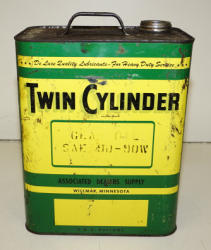 De Luxe Quality Lubricants - For Heavy Duty Service
TWIN CYLINDER
GEAR OIL
SAE 80-90W
ASSOCIATED DEALERS SUPPLY
WILLMAR, MINNESOTA